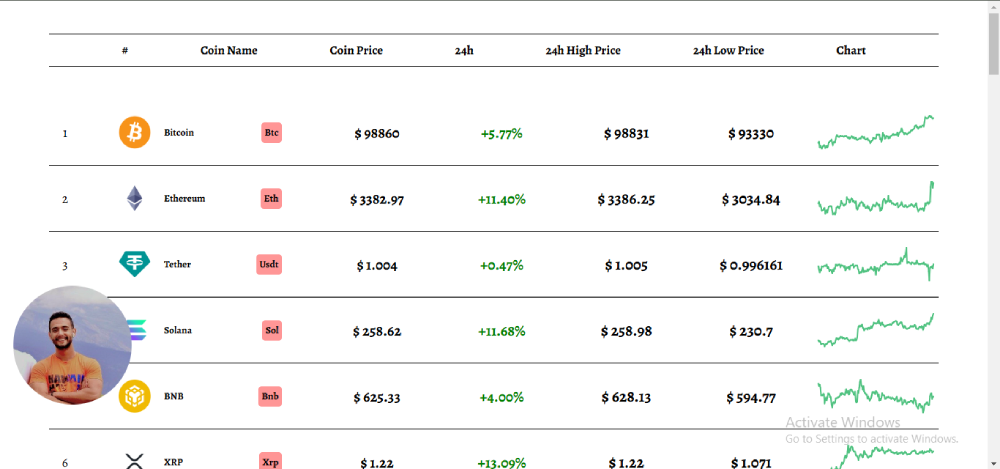 # Coin Name Coin Price 24h 24h High Price 24h Low Price Chart
1 Bitcoin Btc $ 98860 +5.77% $ 98831 $ 93330
2 Ethereum Eth $ 3382.97 +11.40% $ 3386.25 $ 3034.84
3 Tether Usdt $ 1.004 +0.47% $ 1.005 $ 0.996161
Solana Sol $ 258.62 +11.68% $ 258.98 $ 230.7
BNB Bnb $ 625.33 +4.00% $ 628.13 $ 594.77
Activate Windows
Go to Settings to activate Windows.
6 XRP Xrp $ 1.22 +13.09% $ 1.22 $ 1.071